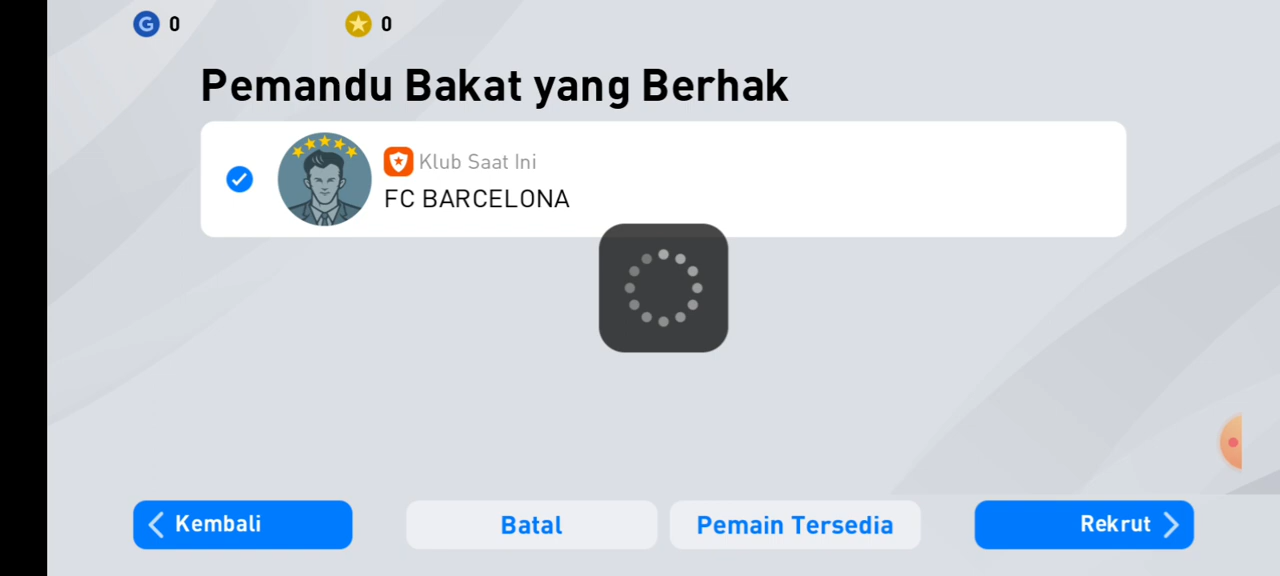 0
0
Pemandu Bakat yang Berhak
Klub Saat Ini
FC BARCELONA
Kembali
Batal
Pemain Tersedia
Rekrut